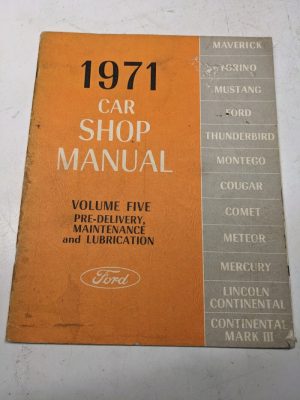 1971
CAR
SHOP
MANUAL
VOLUME FIVE
PRE-DELIVERY,
MAINTENANCE
and LUBRICATION
Ford
MAVERICK
MUSTANG
FORD
THUNDERBIRD
MONTEGO
COUGAR
COMET
METEOR
MERCURY
LINCOLN
CONTINENTAL
CONTINENTAL
MARK III